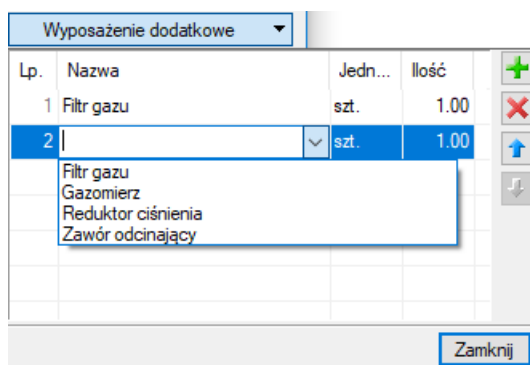 Wyposażenie dodatkowe
Lp. Nazwa Jedn... Ilość
1 Filtr gazu szt. 1.00
2 szt. 1.00
Filtr gazu
Gazomierz
Reduktor ciśnienia
Zawór odcinający
Zamknij